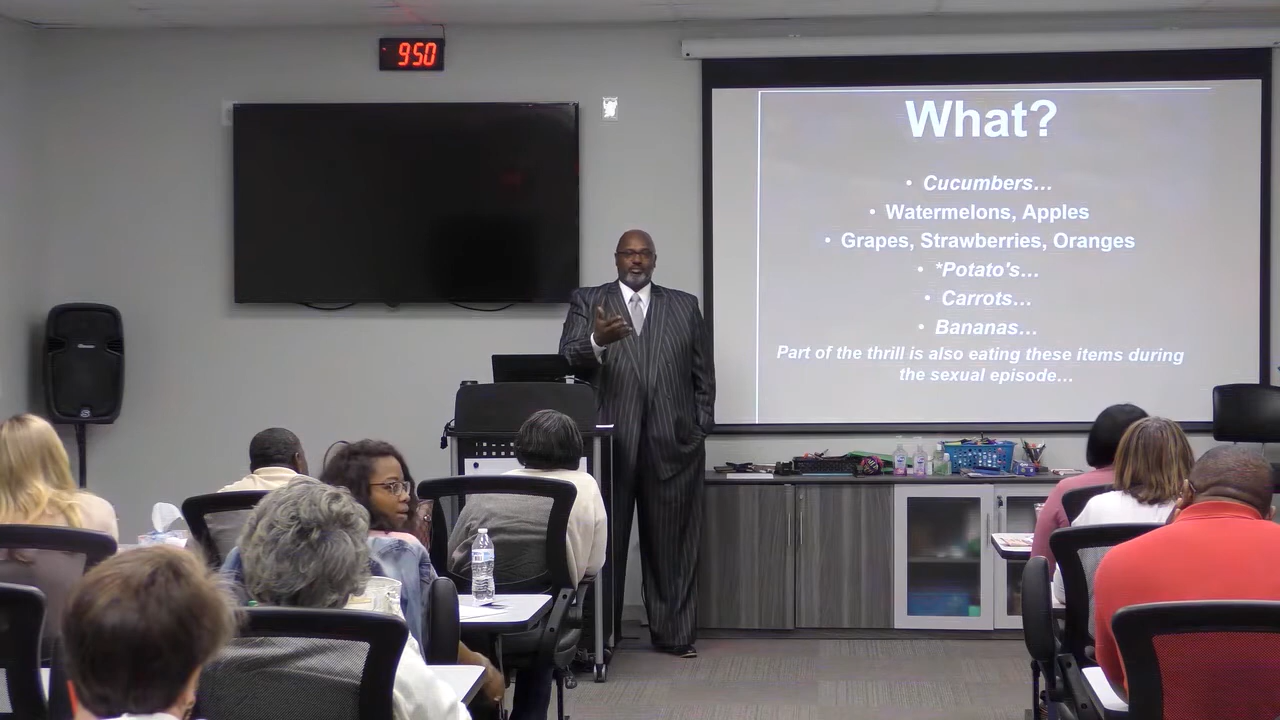 950
What?
• Cucumbers...
• Watermelons, Apples
• Grapes, Strawberries, Oranges
• *Potato's...
• Carrots...
• Bananas...
Part of the thrill is also eating these items during
the sexual episode...